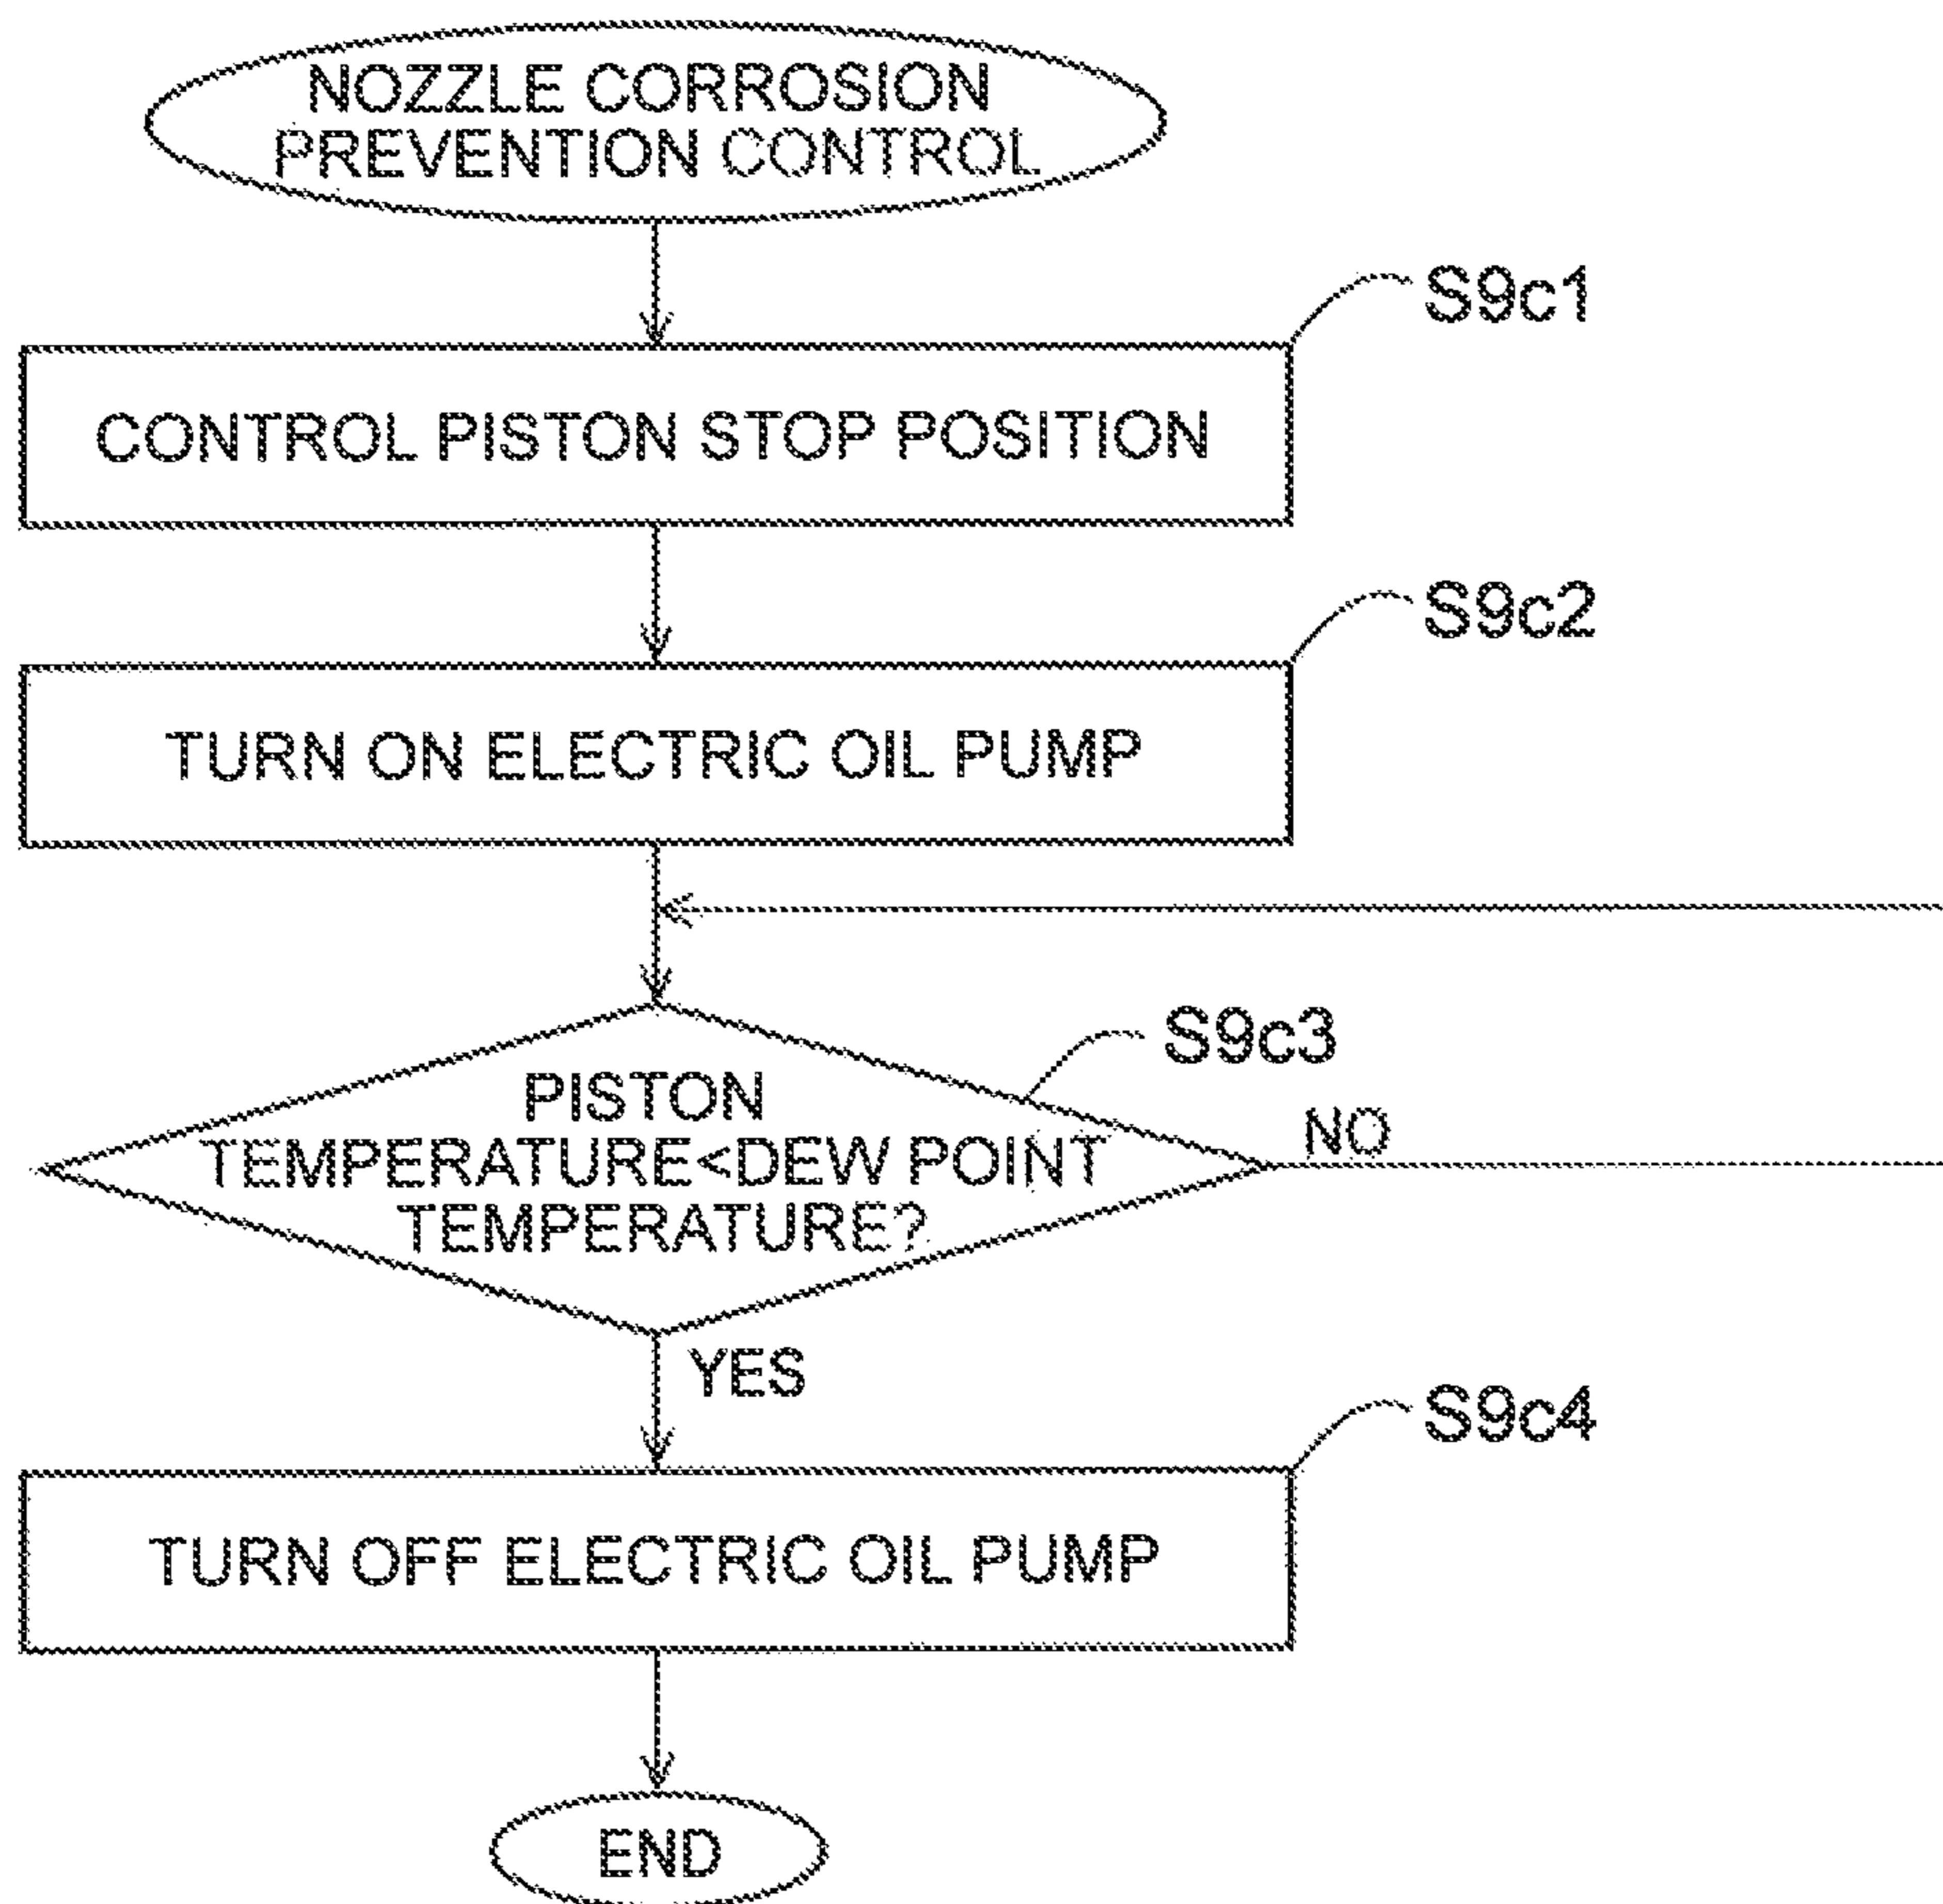 NOZZLE CORROSION
PREVENTION CONTROL
S9c1
CONTROL PISTON STOP POSITION
S9c2
TURN ON ELECTRIC OIL PUMP
S9c3
PISTON
TEMPERATURE<DEW POINT
TEMPERATURE?
NO
YES
S9c4
TURN OFF ELECTRIC OIL PUMP
END